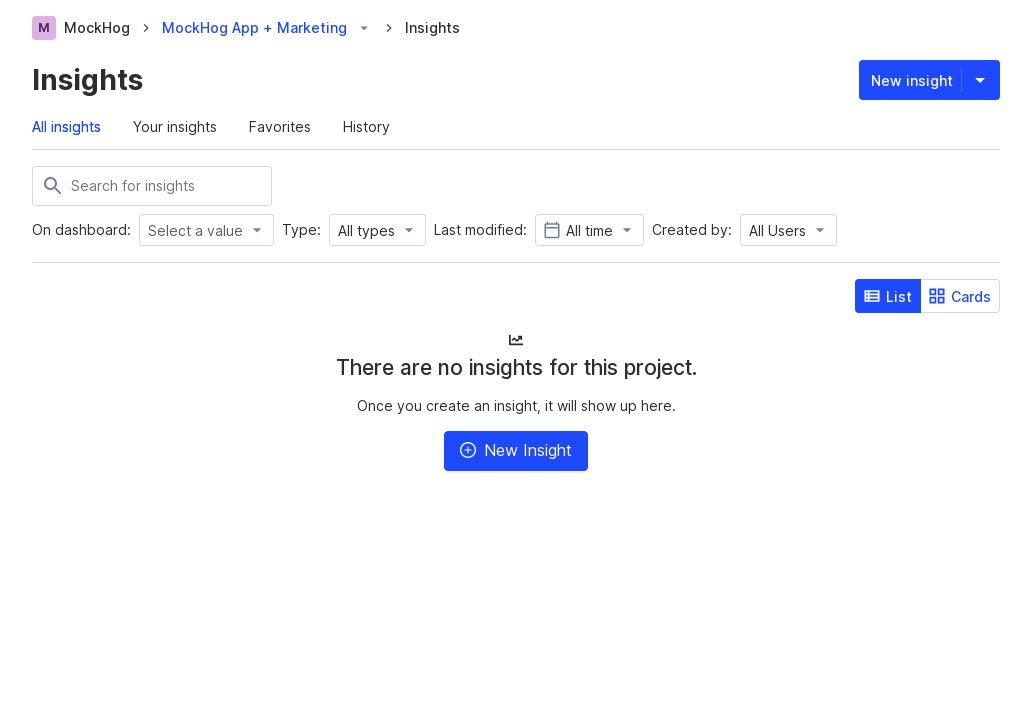 M MockHog > MockHog App + Marketing > Insights
Insights
New insight
All insights Your insights Favorites History
Search for insights
On dashboard: Select a value Type: All types Last modified: All time Created by: All Users
List Cards
There are no insights for this project.
Once you create an insight, it will show up here.
New Insight